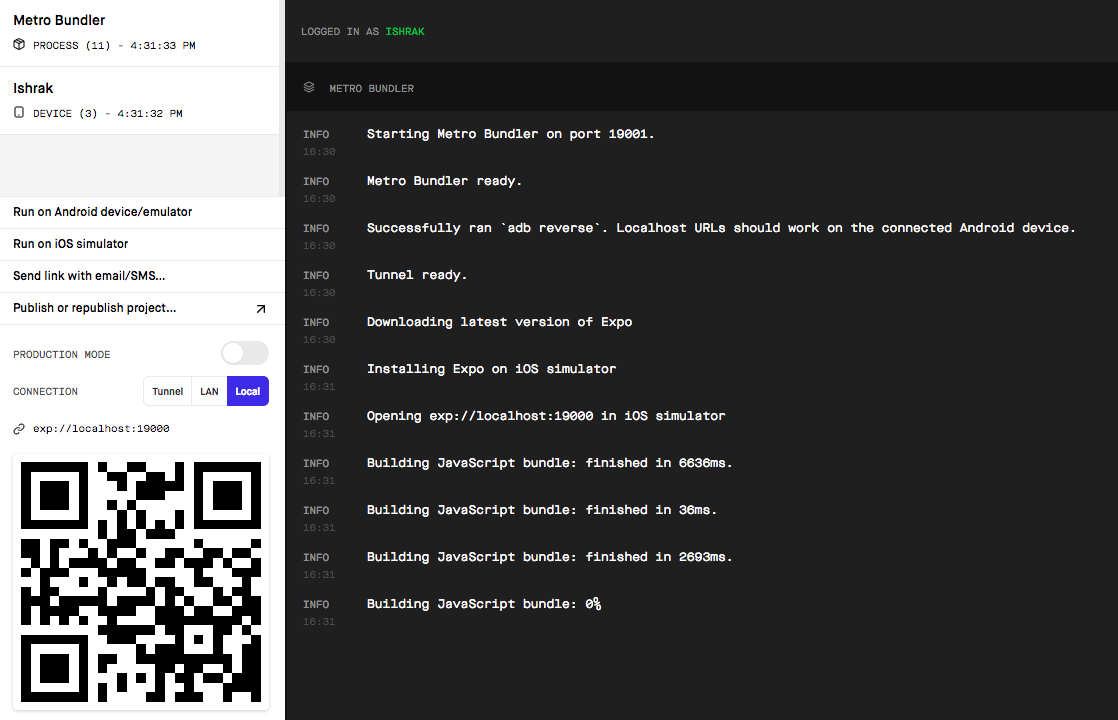 Metro Bundler
PROCESS (11) - 4:31:33 PM
Ishrak
DEVICE (3) - 4:31:32 PM
Run on Android device/emulator
Run on iOS simulator
Send link with email/SMS...
Publish or republish project...
PRODUCTION MODE
CONNECTION Tunnel LAN Local
exp://localhost:19000
LOGGED IN AS ISHRAK
METRO BUNDLER
INFO Starting Metro Bundler on port 19001.
16:30
INFO Metro Bundler ready.
16:30
INFO Successfully ran `adb reverse`. Localhost URLs should work on the connected Android device.
16:30
INFO Tunnel ready.
16:30
INFO Downloading latest version of Expo
16:30
INFO Installing Expo on iOS simulator
16:31
INFO Opening exp://localhost:19000 in iOS simulator
16:31
INFO Building JavaScript bundle: finished in 6636ms.
16:31
INFO Building JavaScript bundle: finished in 36ms.
16:31
INFO Building JavaScript bundle: finished in 2693ms.
16:31
INFO Building JavaScript bundle: 0%
16:31